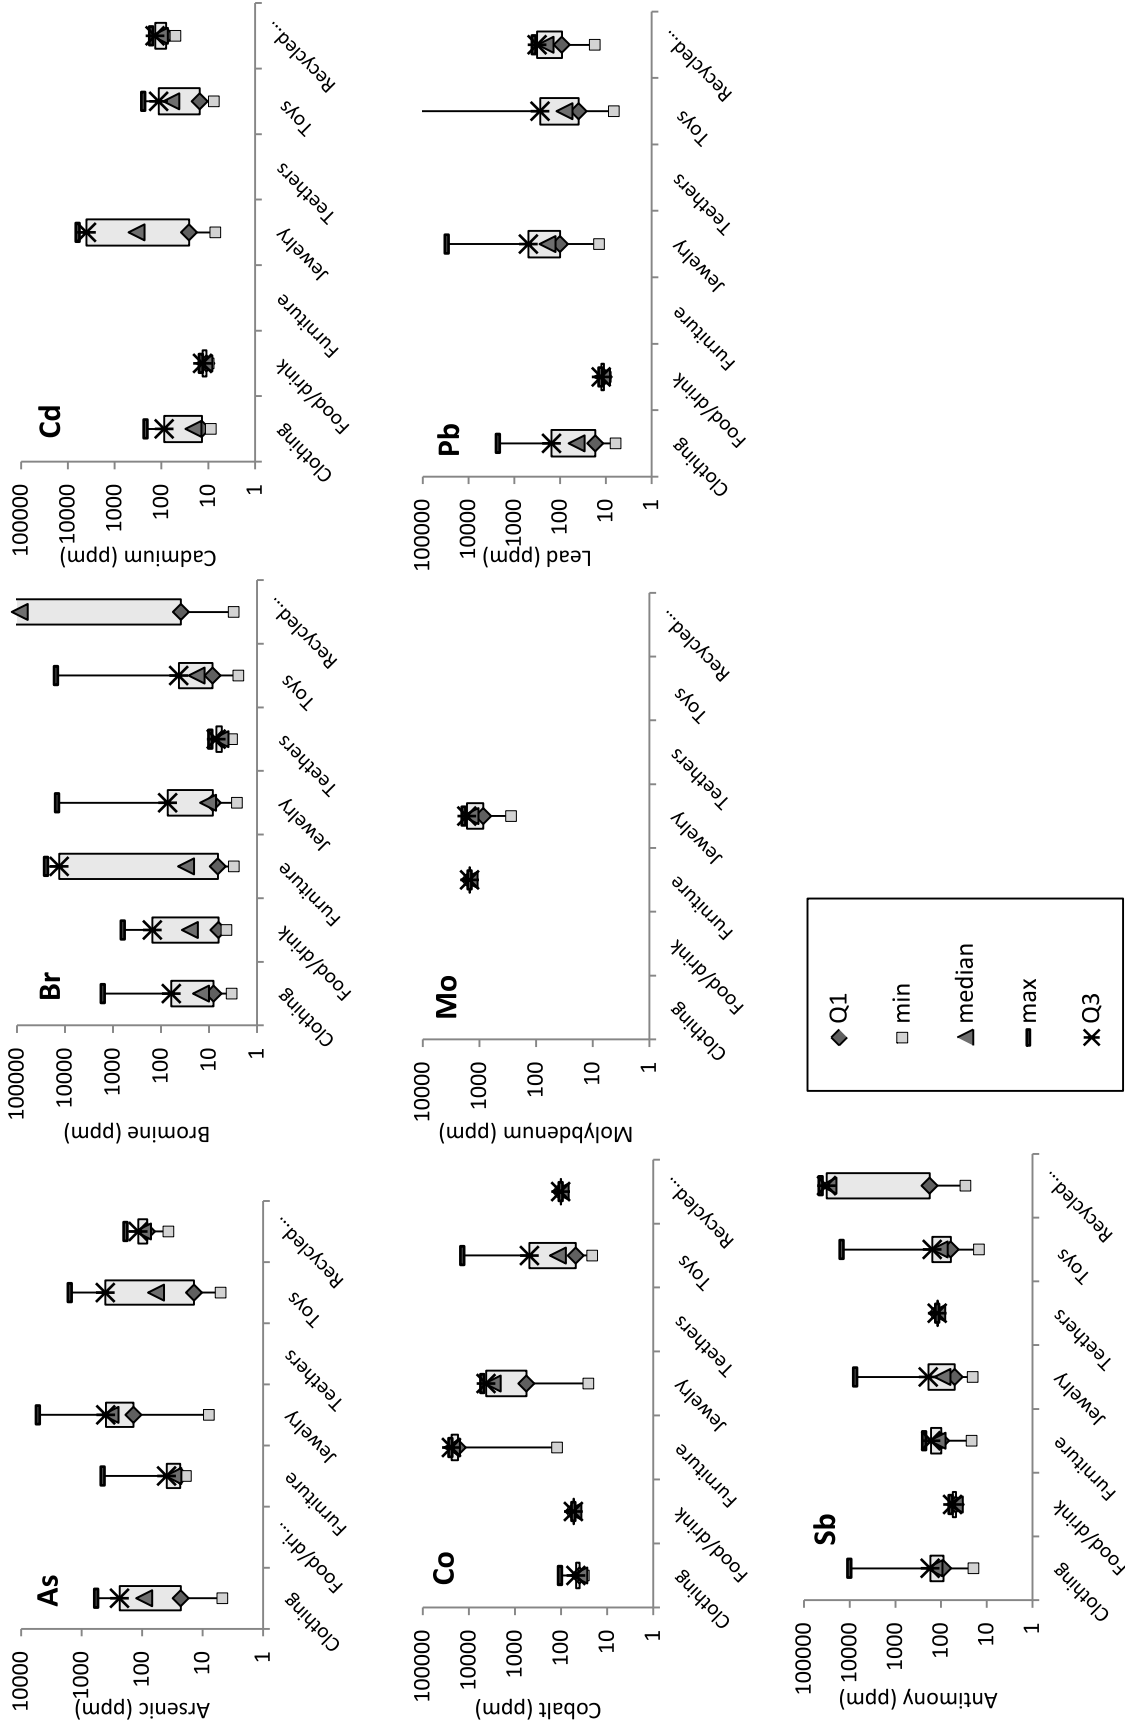 As
Arsenic (ppm)
10000
1000
100
10
1
Clothing
Food/dri...
Furniture
Jewelry
Teethers
Toys
Recycled...
Br
Bromine (ppm)
100000
10000
1000
100
10
1
Clothing
Food/drink
Furniture
Jewelry
Teethers
Toys
Recycled...
Cd
Cadmium (ppm)
100000
10000
1000
100
10
1
Clothing
Food/drink
Furniture
Jewelry
Teethers
Toys
Recycled...
Co
Cobalt (ppm)
100000
10000
1000
100
10
1
Clothing
Food/drink
Furniture
Jewelry
Teethers
Toys
Recycled...
Mo
Molybdenum (ppm)
10000
1000
100
10
1
Clothing
Food/drink
Furniture
Jewelry
Teethers
Toys
Recycled...
Pb
Lead (ppm)
100000
10000
1000
100
10
1
Clothing
Food/drink
Furniture
Jewelry
Teethers
Toys
Recycled...
Sb
Antimony (ppm)
100000
10000
1000
100
10
1
Clothing
Food/drink
Furniture
Jewelry
Teethers
Toys
Recycled...
Q1
min
median
max
Q3